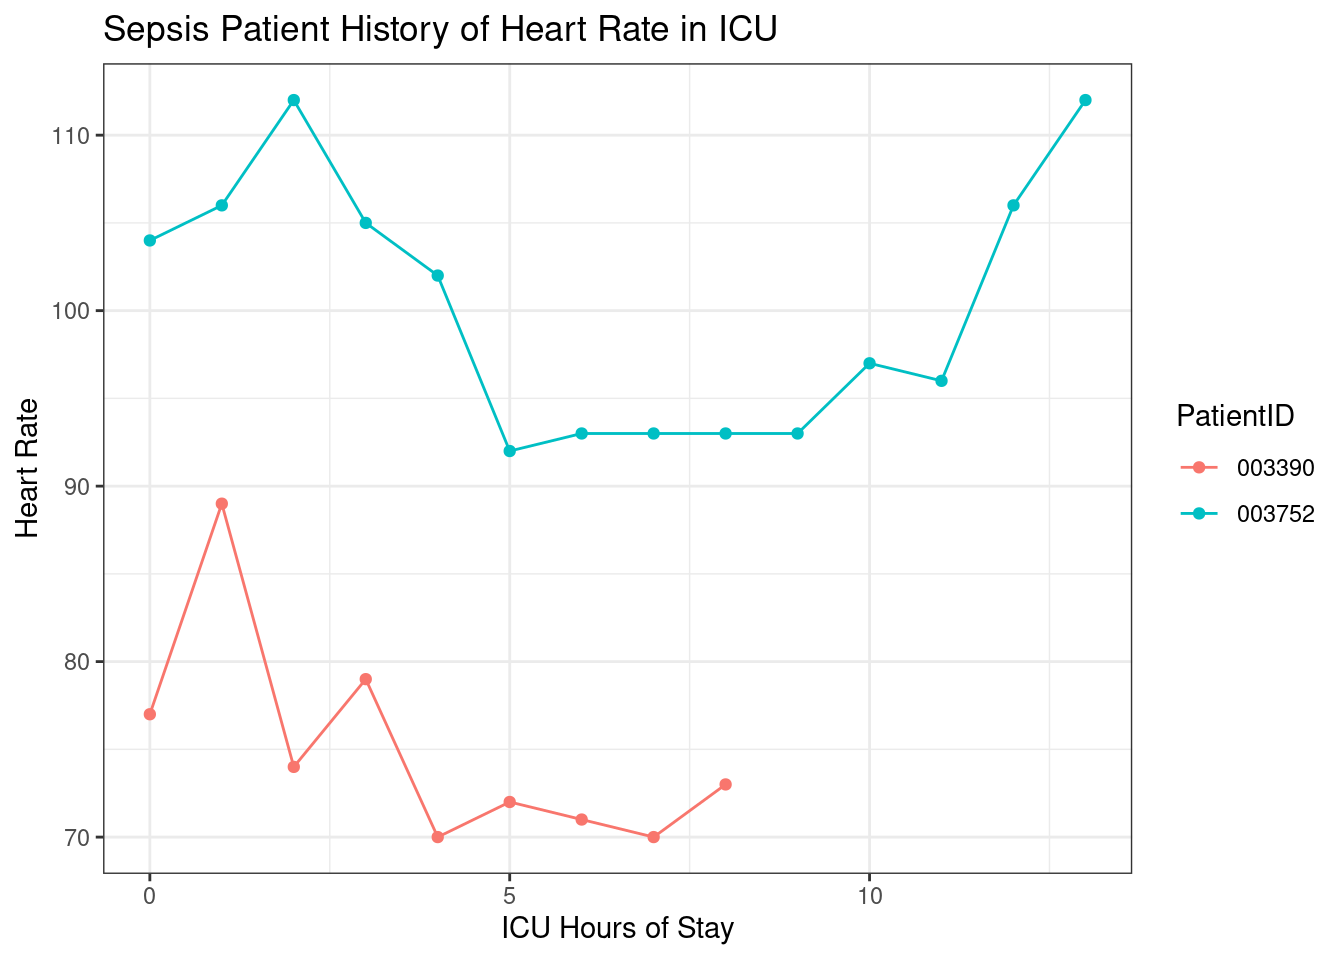 Sepsis Patient History of Heart Rate in ICU
110
100
90
80
70
Heart Rate
0 5 10
ICU Hours of Stay
PatientID
003390
003752